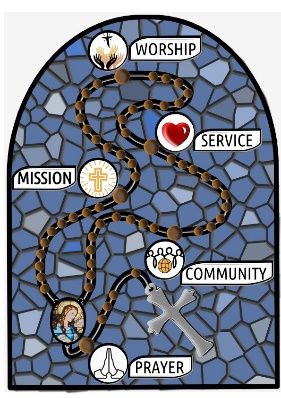 WORSHIP
SERVICE
MISSION
COMMUNITY
PRAYER